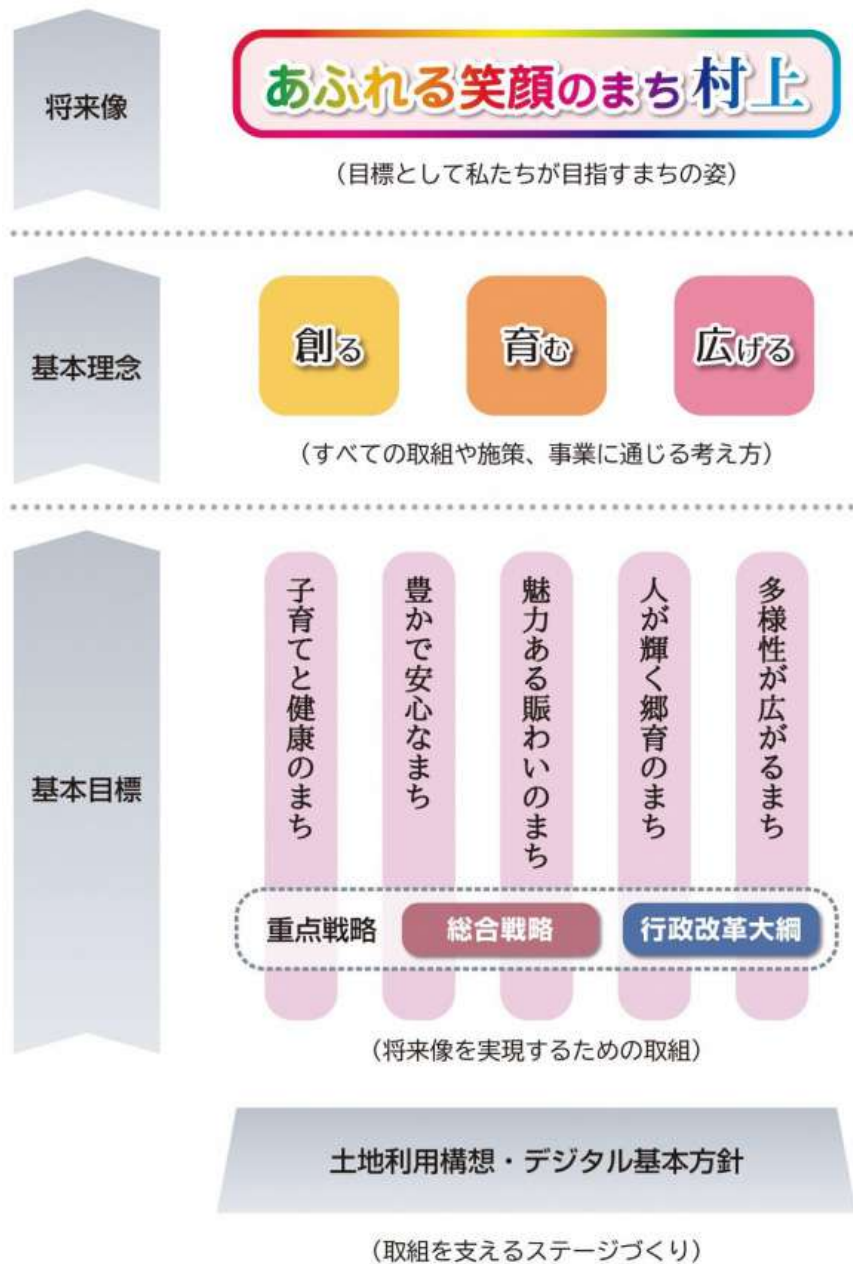 将来像
あふれる笑顔のまち村上
（目標として私たちが目指すまちの姿）
基本理念
創る
育む
広げる
（すべての取組や施策、事業に通じる考え方）
基本目標
子育てと健康のまち
豊かで安心なまち
魅力ある賑わいのまち
人が輝く郷育のまち
多様性が広がるまち
重点戦略
総合戦略
行政改革大綱
（将来像を実現するための取組）
土地利用構想・デジタル基本方針
（取組を支えるステージづくり）